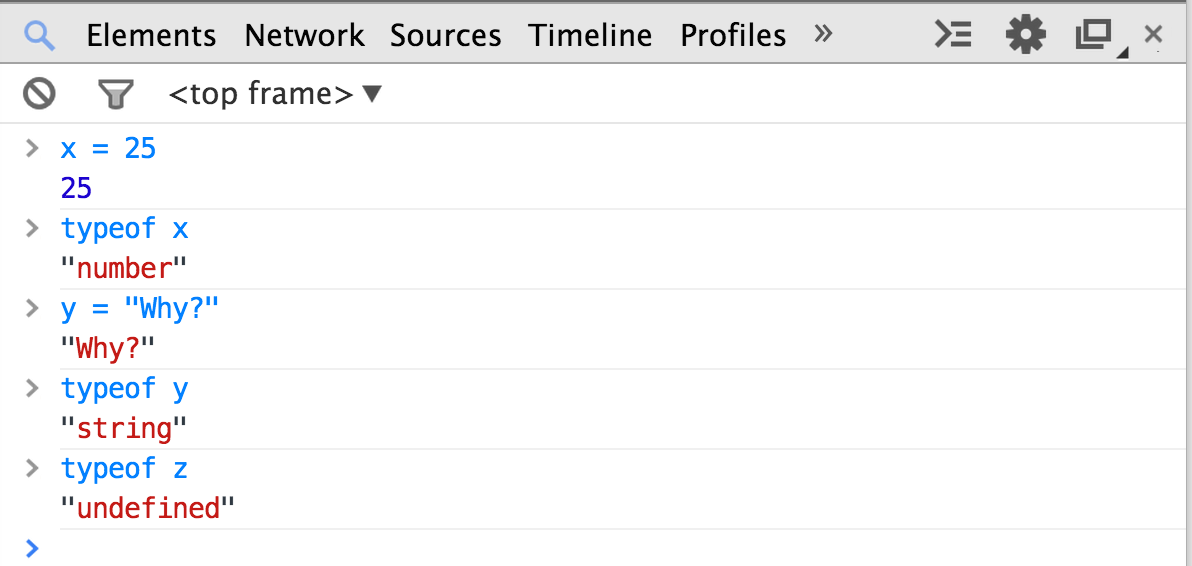 Elements Network Sources Timeline Profiles »
<top frame> ▼
> x = 25
25
> typeof x
"number"
> y = "Why?"
"Why?"
> typeof y
"string"
> typeof z
"undefined"
>